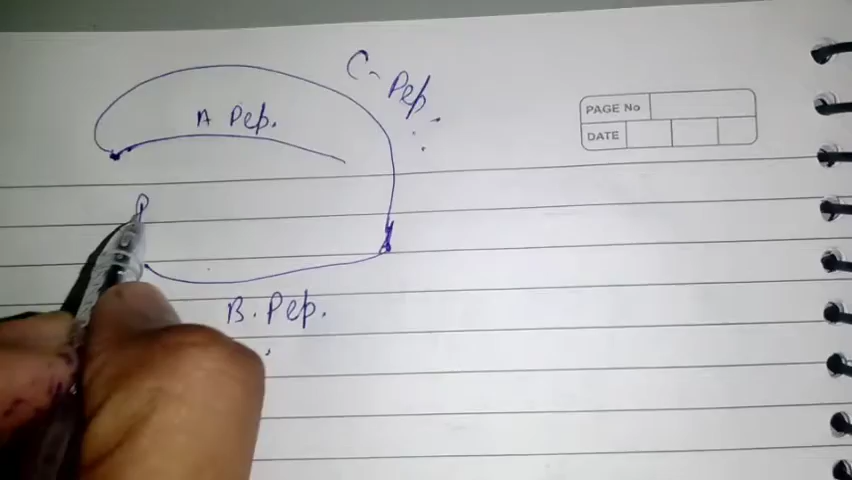 C- Pep.
A Pep.
B. Pep.
PAGE No
DATE